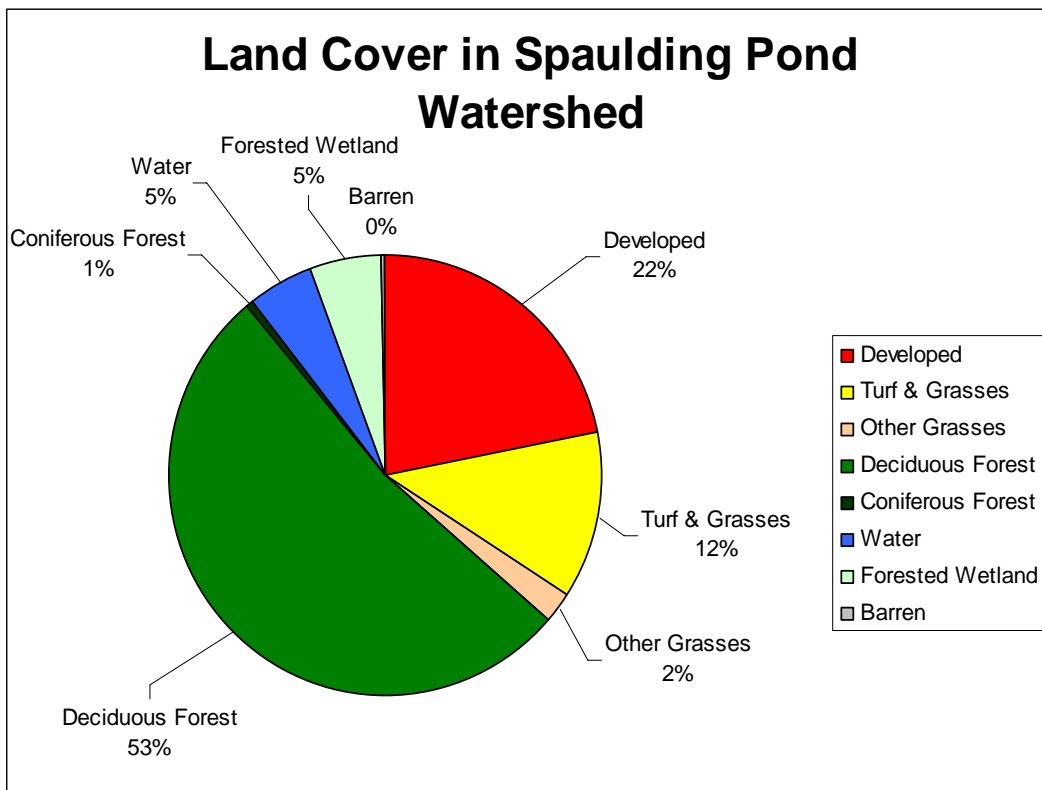 Land Cover in Spaulding Pond
Watershed
Forested Wetland
5%
Water
5%
Barren
0%
Coniferous Forest
1%
Developed
22%
Turf & Grasses
12%
Other Grasses
2%
Deciduous Forest
53%
Developed
Turf & Grasses
Other Grasses
Deciduous Forest
Coniferous Forest
Water
Forested Wetland
Barren